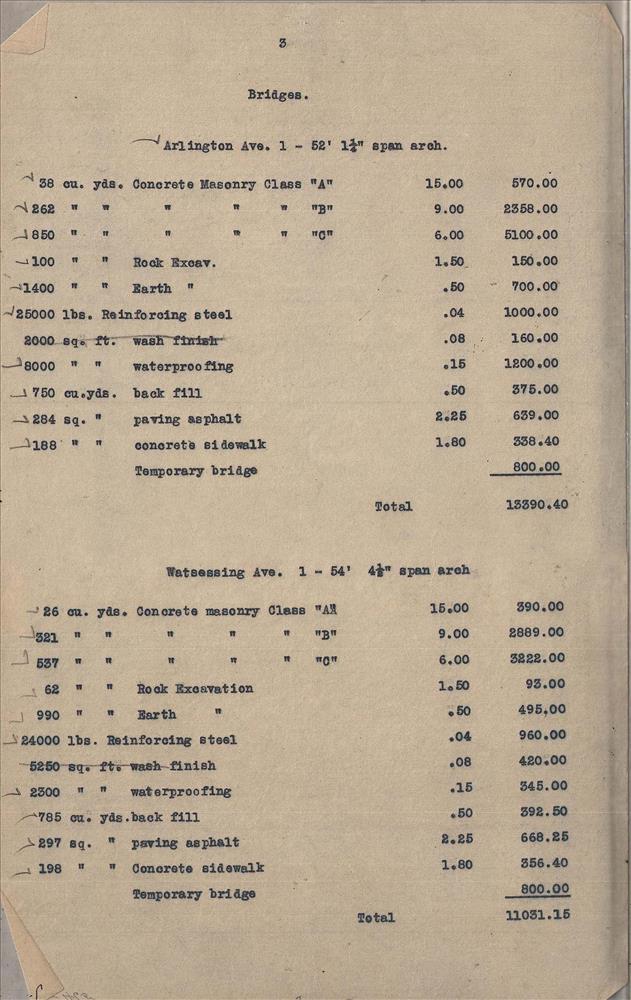 3
Bridges.
Arlington Ave. 1 - 52' 1¼" span arch.
38 cu. yds. Concrete Masonry Class "A" 15.00 570.00
262 " " " " " "B" 9.00 2358.00
850 " " " " " "C" 6.00 5100.00
100 " " Rock Excav. 1.50 150.00
1400 " " Earth " .50 700.00
25000 lbs. Reinforcing steel .04 1000.00
2000 sq. ft. wash finish .08 160.00
8000 " " waterproofing .15 1200.00
750 cu.yds. back fill .50 375.00
284 sq. " paving asphalt 2.25 639.00
188 " " concrete sidewalk 1.80 338.40
Temporary bridge 800.00
Total 13390.40
Watsessing Ave. 1 - 54' 4½" span arch
26 cu. yds. Concrete masonry Class "A" 15.00 390.00
321 " " " " " "B" 9.00 2889.00
537 " " " " " "C" 6.00 3222.00
62 " " Rock Excavation 1.50 93.00
990 " " Earth " .50 495.00
24000 lbs. Reinforcing steel .04 960.00
5250 sq. ft. wash finish .08 420.00
2300 " " waterproofing .15 345.00
785 cu. yds.back fill .50 392.50
297 sq. " paving asphalt 2.25 668.25
198 " " Concrete sidewalk 1.80 356.40
Temporary bridge 800.00
Total 11031.15